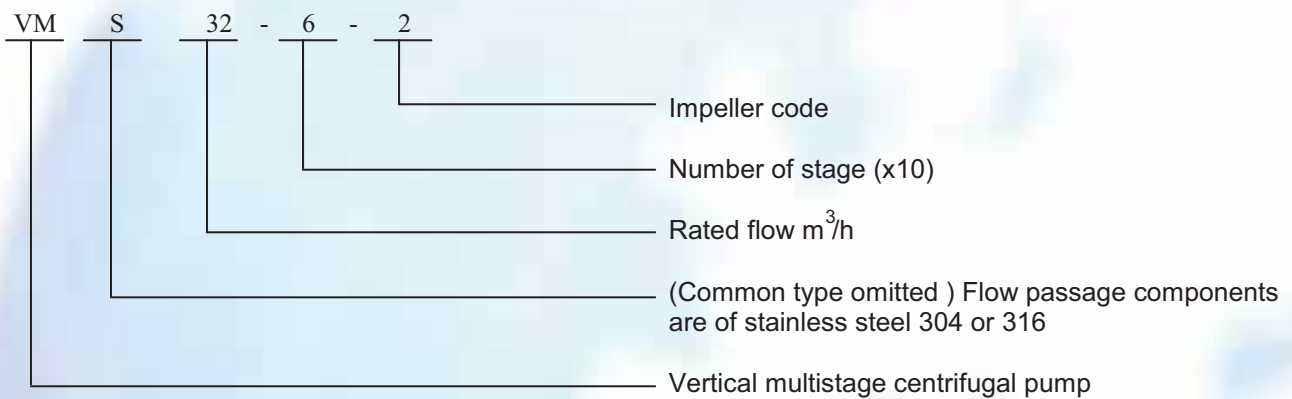 VM S 32 - 6 - 2
Impeller code
Number of stage (x10)
Rated flow m³/h
(Common type omitted ) Flow passage components
are of stainless steel 304 or 316
Vertical multistage centrifugal pump